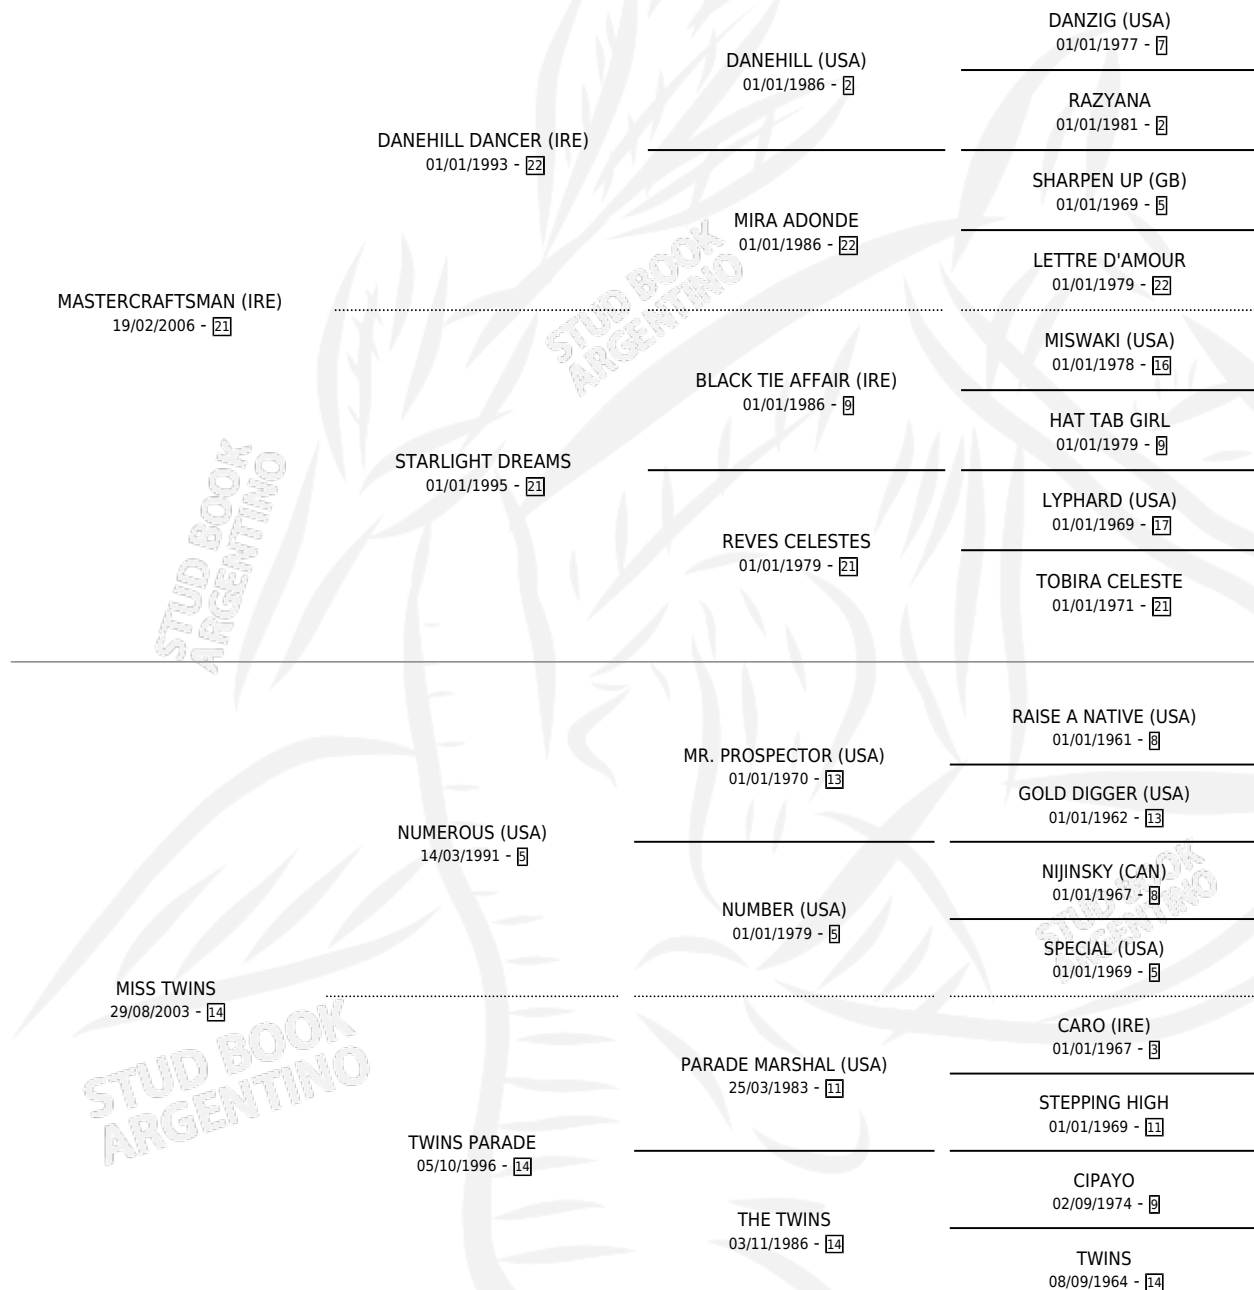 DANZIG (USA)
01/01/1977 - 7
DANEHILL (USA)
01/01/1986 - 2
RAZYANA
01/01/1981 - 2
DANEHILL DANCER (IRE)
01/01/1993 - 22
SHARPEN UP (GB)
01/01/1969 - 5
MIRA ADONDE
01/01/1986 - 22
LETTRE D'AMOUR
01/01/1979 - 22
MASTERCRAFTSMAN (IRE)
19/02/2006 - 21
STUD BOOK
ARGENTINO
MISWAKI (USA)
01/01/1978 - 16
BLACK TIE AFFAIR (IRE)
01/01/1986 - 9
HAT TAB GIRL
01/01/1979 - 9
STARLIGHT DREAMS
01/01/1995 - 21
LYPHARD (USA)
01/01/1969 - 17
REVES CELESTES
01/01/1979 - 21
TOBIRA CELESTE
01/01/1971 - 21
STUD BOOK
ARGENTINO
RAISE A NATIVE (USA)
01/01/1961 - 8
MR. PROSPECTOR (USA)
01/01/1970 - 13
GOLD DIGGER (USA)
01/01/1962 - 13
NUMEROUS (USA)
14/03/1991 - 5
NIJINSKY (CAN)
01/01/1967 - 8
NUMBER (USA)
01/01/1979 - 5
SPECIAL (USA)
01/01/1969 - 5
STUD BOOK
ARGENTINO
MISS TWINS
29/08/2003 - 14
CARO (IRE)
01/01/1967 - 3
PARADE MARSHAL (USA)
25/03/1983 - 11
STEPPING HIGH
01/01/1969 - 11
STUD BOOK
ARGENTINO
TWINS PARADE
05/10/1996 - 14
CIPAYO
02/09/1974 - 9
THE TWINS
03/11/1986 - 14
TWINS
08/09/1964 - 14